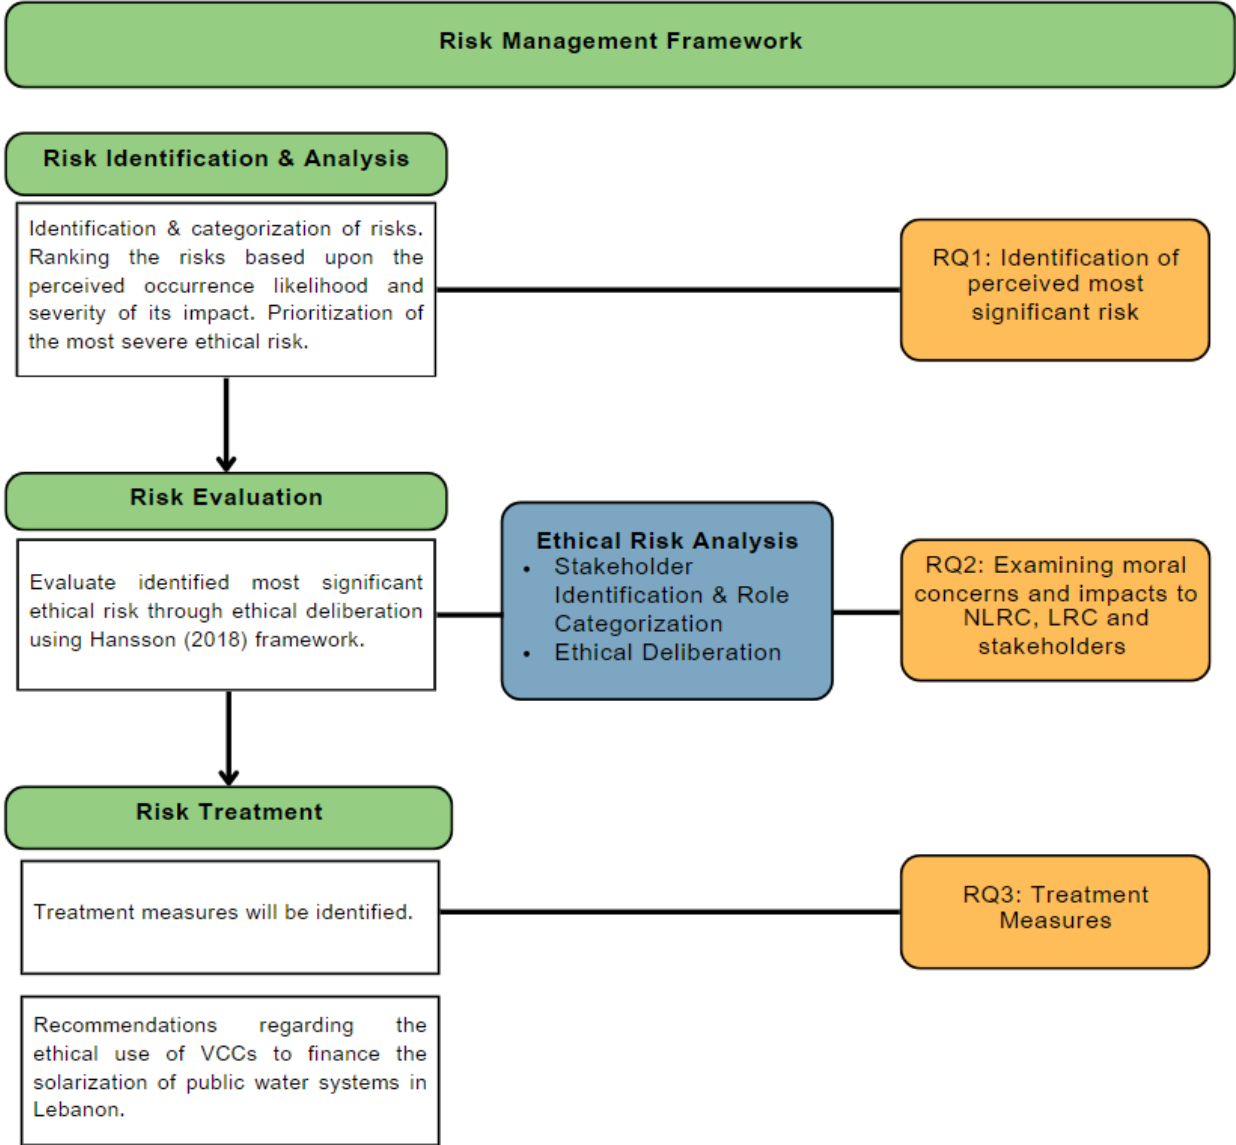 Risk Management Framework
Risk Identification & Analysis
Identification & categorization of risks.
Ranking the risks based upon the
perceived occurrence likelihood and
severity of its impact. Prioritization of
the most severe ethical risk.
RQ1: Identification of
perceived most
significant risk
Risk Evaluation
Evaluate identified most significant
ethical risk through ethical deliberation
using Hansson (2018) framework.
Ethical Risk Analysis
• Stakeholder
Identification & Role
Categorization
• Ethical Deliberation
RQ2: Examining moral
concerns and impacts to
NLRC, LRC and
stakeholders
Risk Treatment
Treatment measures will be identified.
RQ3: Treatment
Measures
Recommendations regarding the
ethical use of VCCs to finance the
solarization of public water systems in
Lebanon.